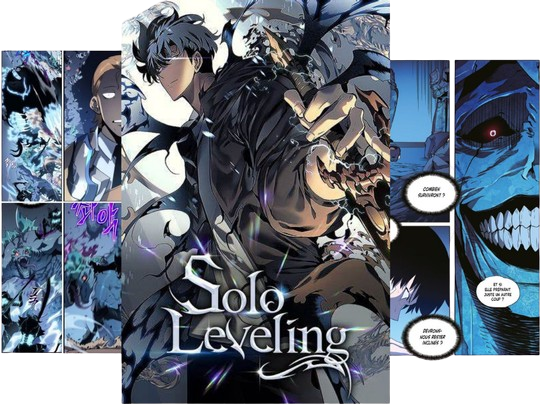 Solo
Leveling
COMBIEN
SURVIVRONT ?
DEVRONS-
NOUS RESTER
INCLINÉS ?
ET SI
ELLE PRÉPARAIT
JUSTE UN AUTRE
COUP ?